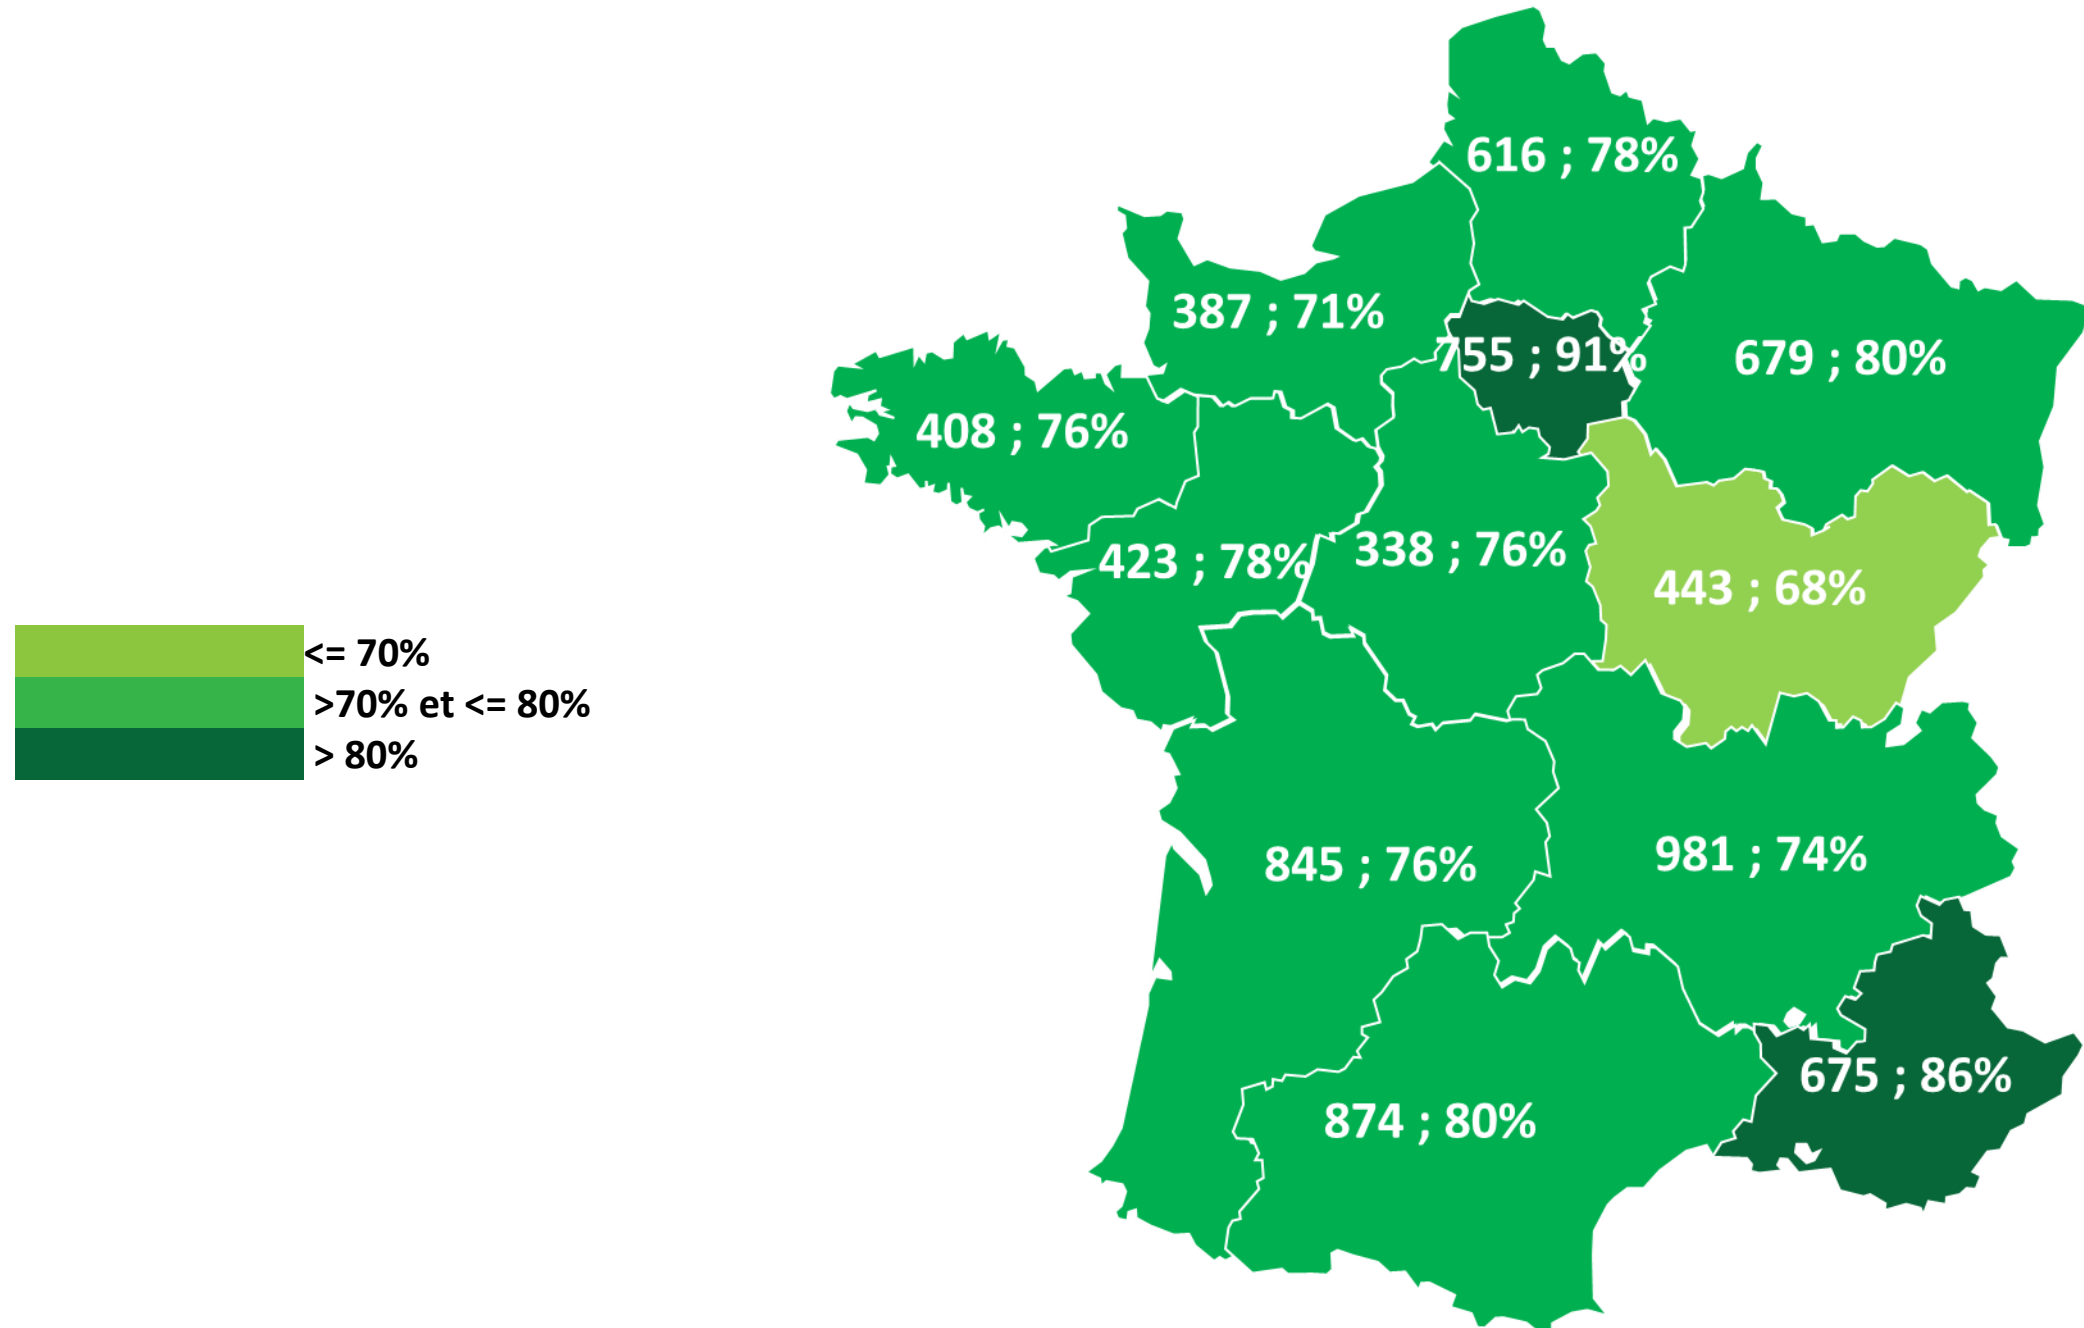 616 ; 78%
387 ; 71%
755 ; 91%
679 ; 80%
408 ; 76%
423 ; 78%
338 ; 76%
443 ; 68%
<= 70%
>70% et <= 80%
> 80%
845 ; 76%
981 ; 74%
675 ; 86%
874 ; 80%